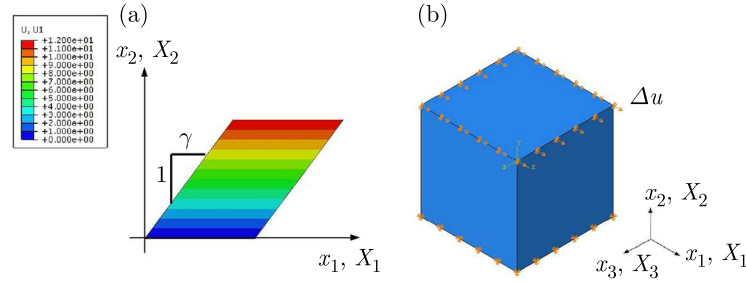 (a)
(b)
U, U1
+1.200e+01
+1.100e+01
+1.000e+01
+9.000e+00
+8.000e+00
+7.000e+00
+6.000e+00
+5.000e+00
+4.000e+00
+3.000e+00
+2.000e+00
+1.000e+00
+0.000e+00
x₂, X₂
γ
1
x₁, X₁
Δu
Y
Z X
x₂, X₂
x₁, X₁
x₃, X₃